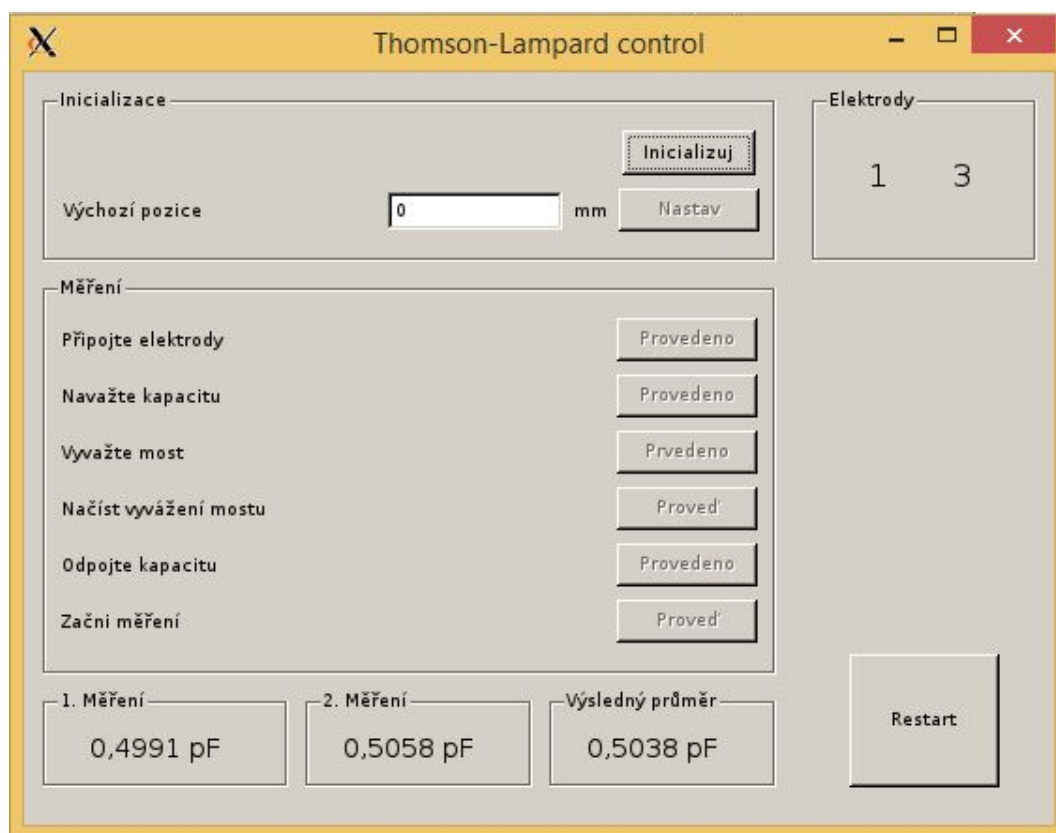 Thomson-Lampard control
Inicializace
Inicializuj
Výchozí pozice 0 mm Nastav
Elektrody
1 3
Měření
Připojte elektrody Provedeno
Navažte kapacitu Provedeno
Vyvažte most Prvedeno
Načíst vyvážení mostu Proveď
Odpojte kapacitu Provedeno
Začni měření Proveď
1. Měření
0,4991 pF
2. Měření
0,5058 pF
Výsledný průměr
0,5038 pF
Restart